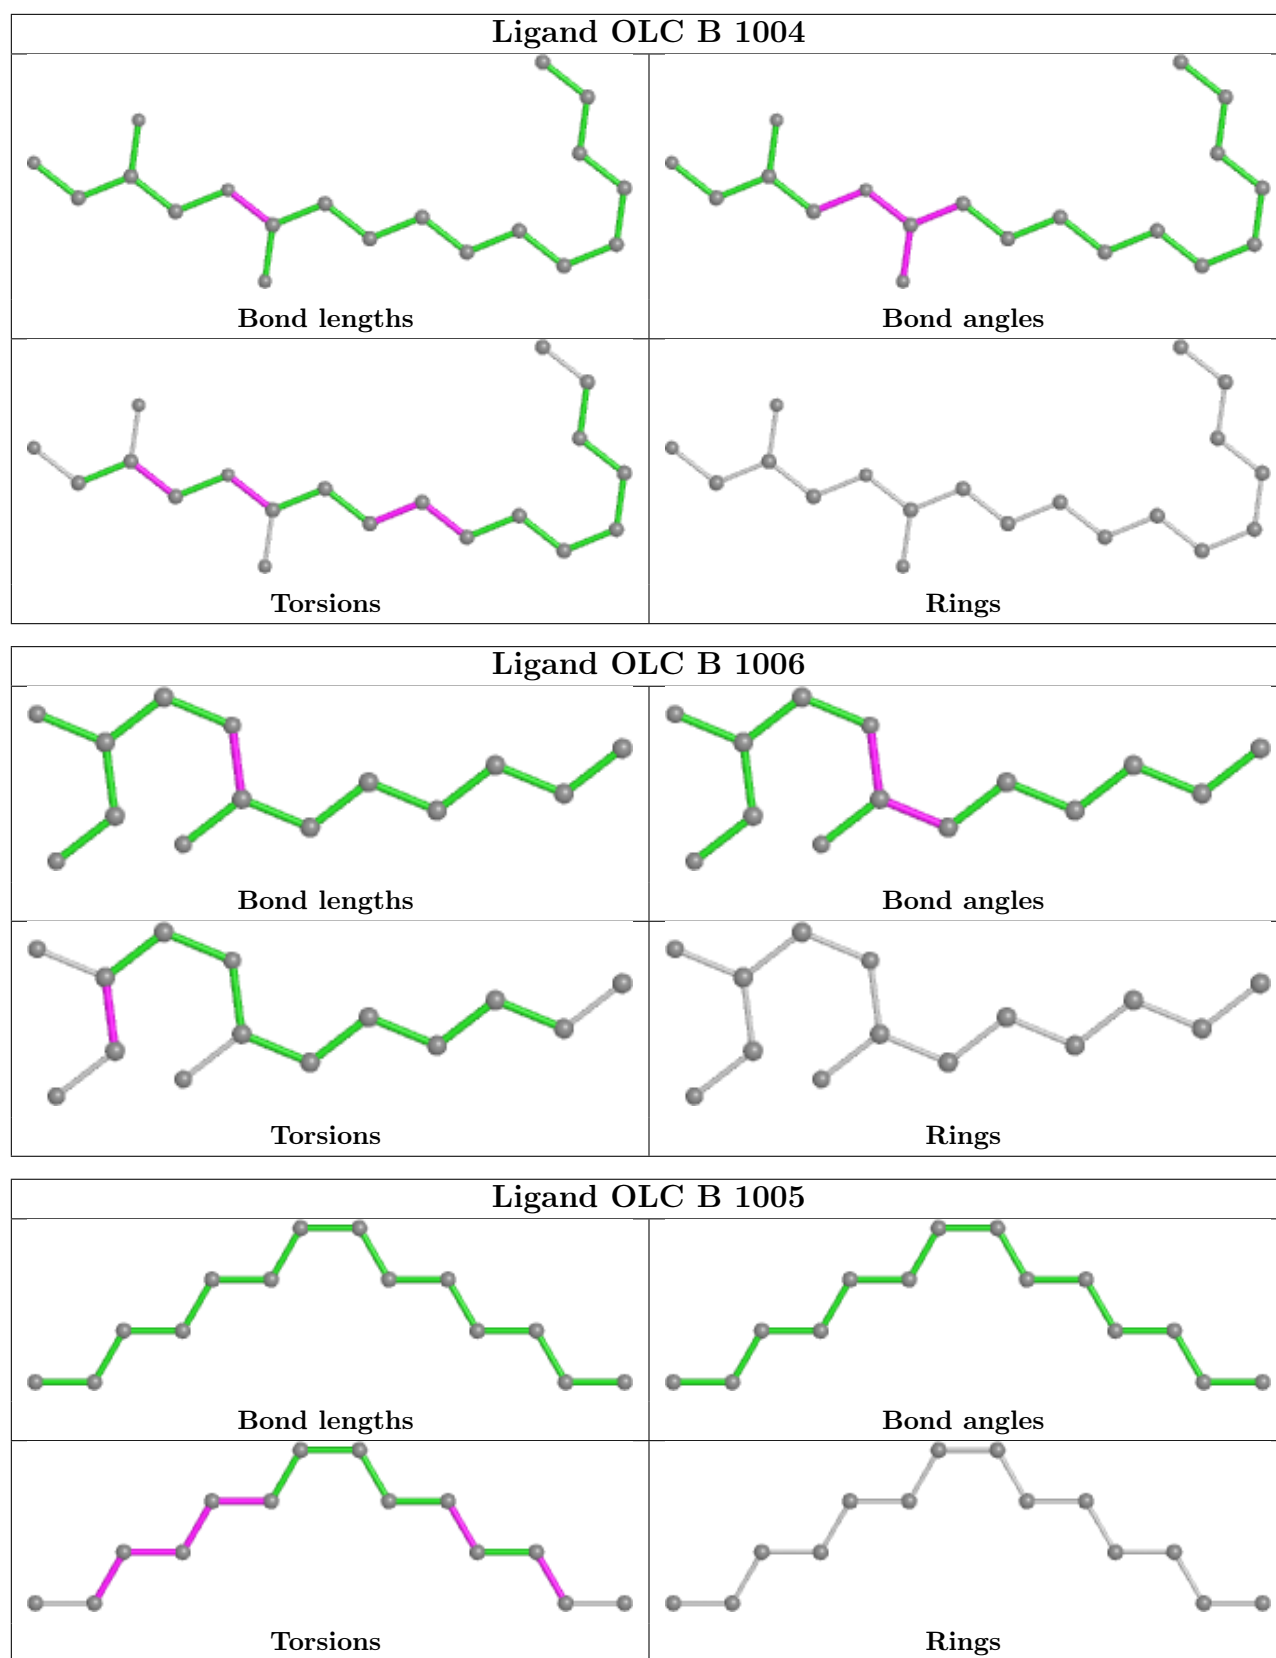 Ligand OLC B 1004
Bond lengths
Bond angles
Torsions
Rings
Ligand OLC B 1006
Bond lengths
Bond angles
Torsions
Rings
Ligand OLC B 1005
Bond lengths
Bond angles
Torsions
Rings